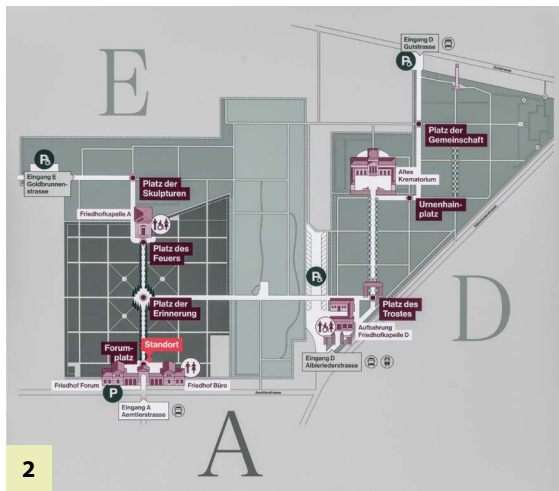 E
Eingang D
Gutstrasse
Gutstrasse
Platz der
Gemeinschaft
Altes
Krematorium
Urnenhain-
platz
Eingang E
Goldbrunnen-
strasse
Platz der
Skulpturen
Friedhofkapelle A
Platz des
Feuers
Platz der
Erinnerung
Platz des
Trostes
D
Aufbahrung
Friedhofkapelle D
Eingang D
Albisriederstrasse
Forum-
platz
Standort
Friedhof Forum
Friedhof Büro
P
Aemtlerstrasse
Eingang A
Aemtlerstrasse
A
2